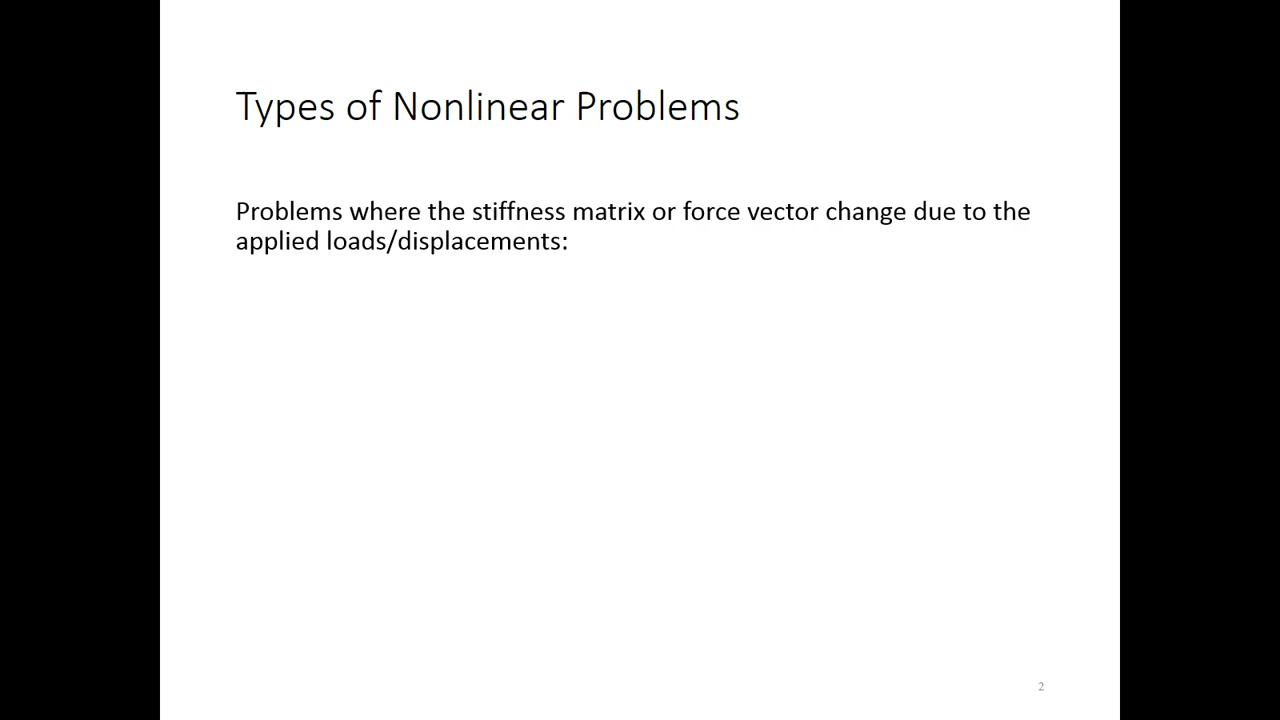 Types of Nonlinear Problems
Problems where the stiffness matrix or force vector change due to the
applied loads/displacements:
2